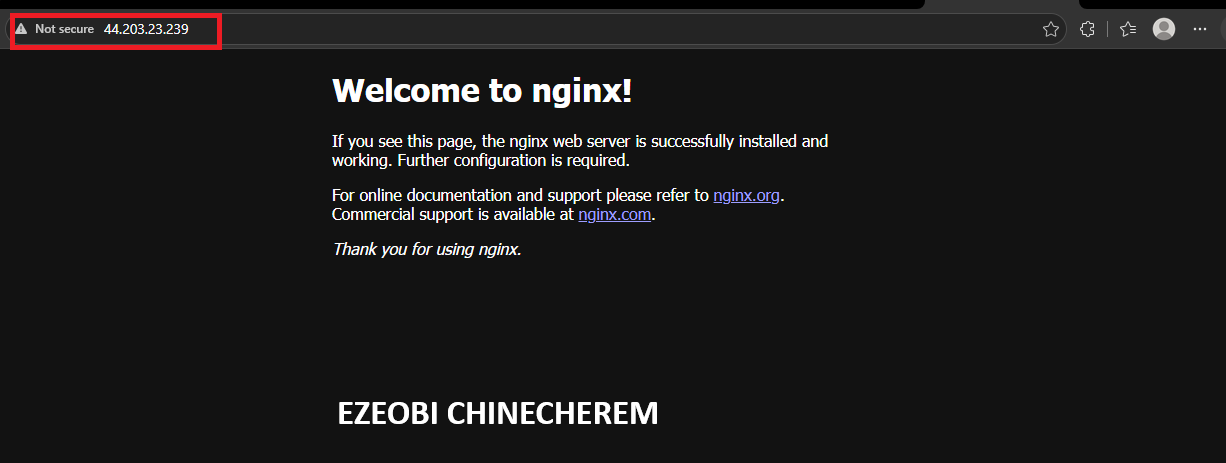 Not secure 44.203.23.239
Welcome to nginx!
If you see this page, the nginx web server is successfully installed and
working. Further configuration is required.
For online documentation and support please refer to nginx.org.
Commercial support is available at nginx.com.
Thank you for using nginx.
EZEOBI CHINECHEREM